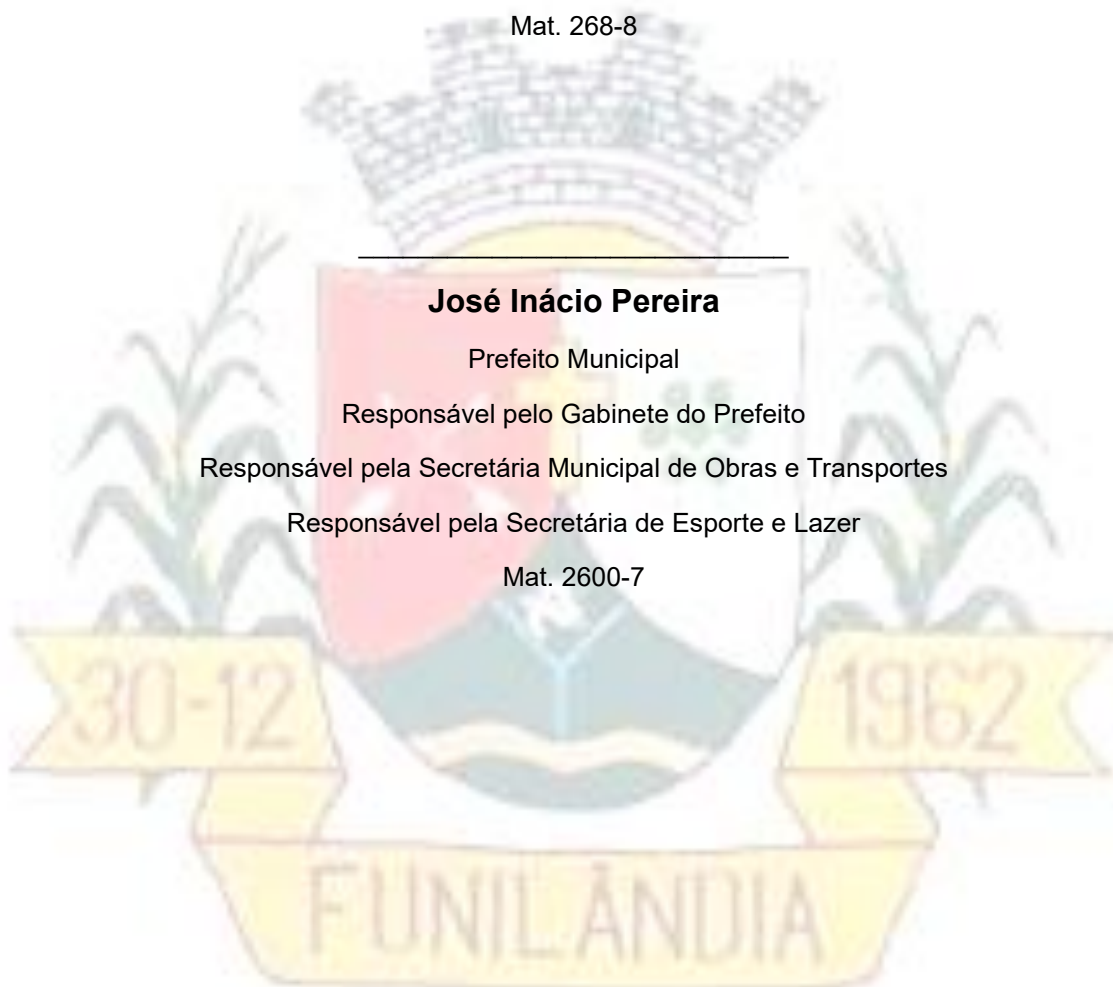 Mat. 268-8
José Inácio Pereira
Prefeito Municipal
Responsável pelo Gabinete do Prefeito
Responsável pela Secretária Municipal de Obras e Transportes
Responsável pela Secretária de Esporte e Lazer
Mat. 2600-7
30-12 1962
FUNILÂNDIA